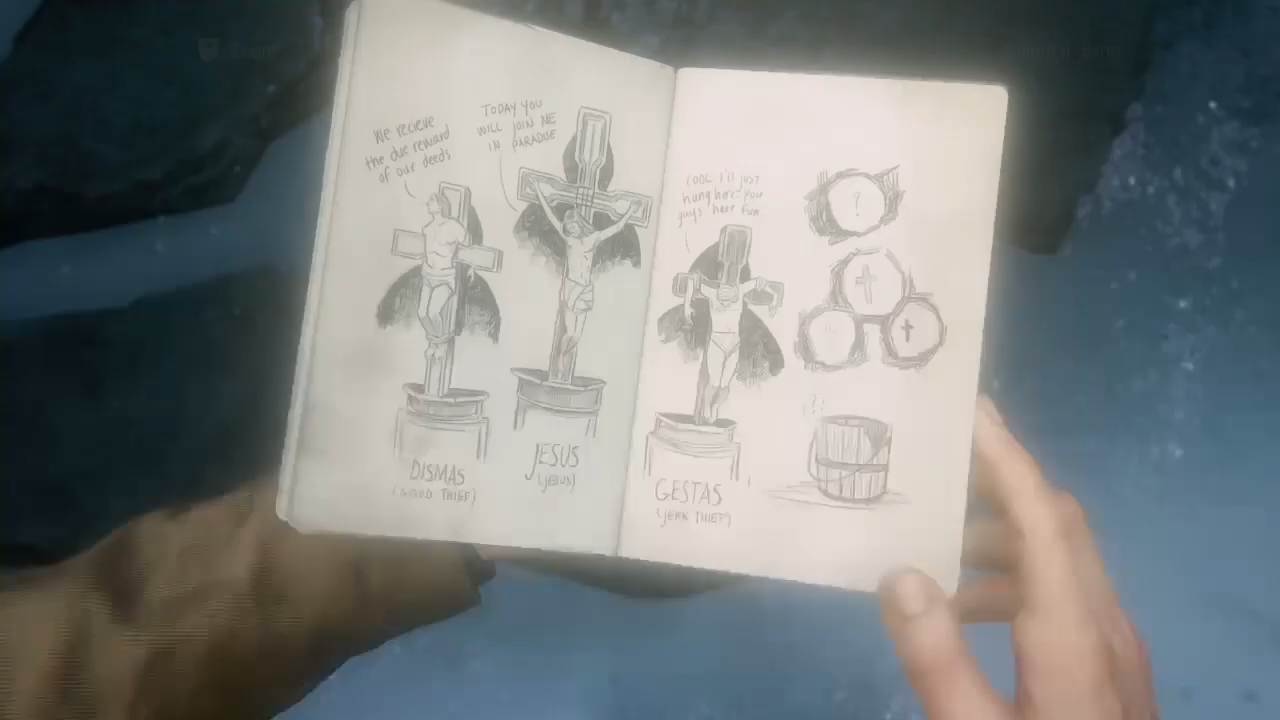 We recieve
the due reward
of our deeds
TODAY YOU
WILL JOIN ME
IN PARADISE
DISMAS
(GOOD THIEF)
JESUS
(JESUS)
COOL I'll JUST
hang here. You
guys have fun
GESTAS
(JERK THIEF)
?
???